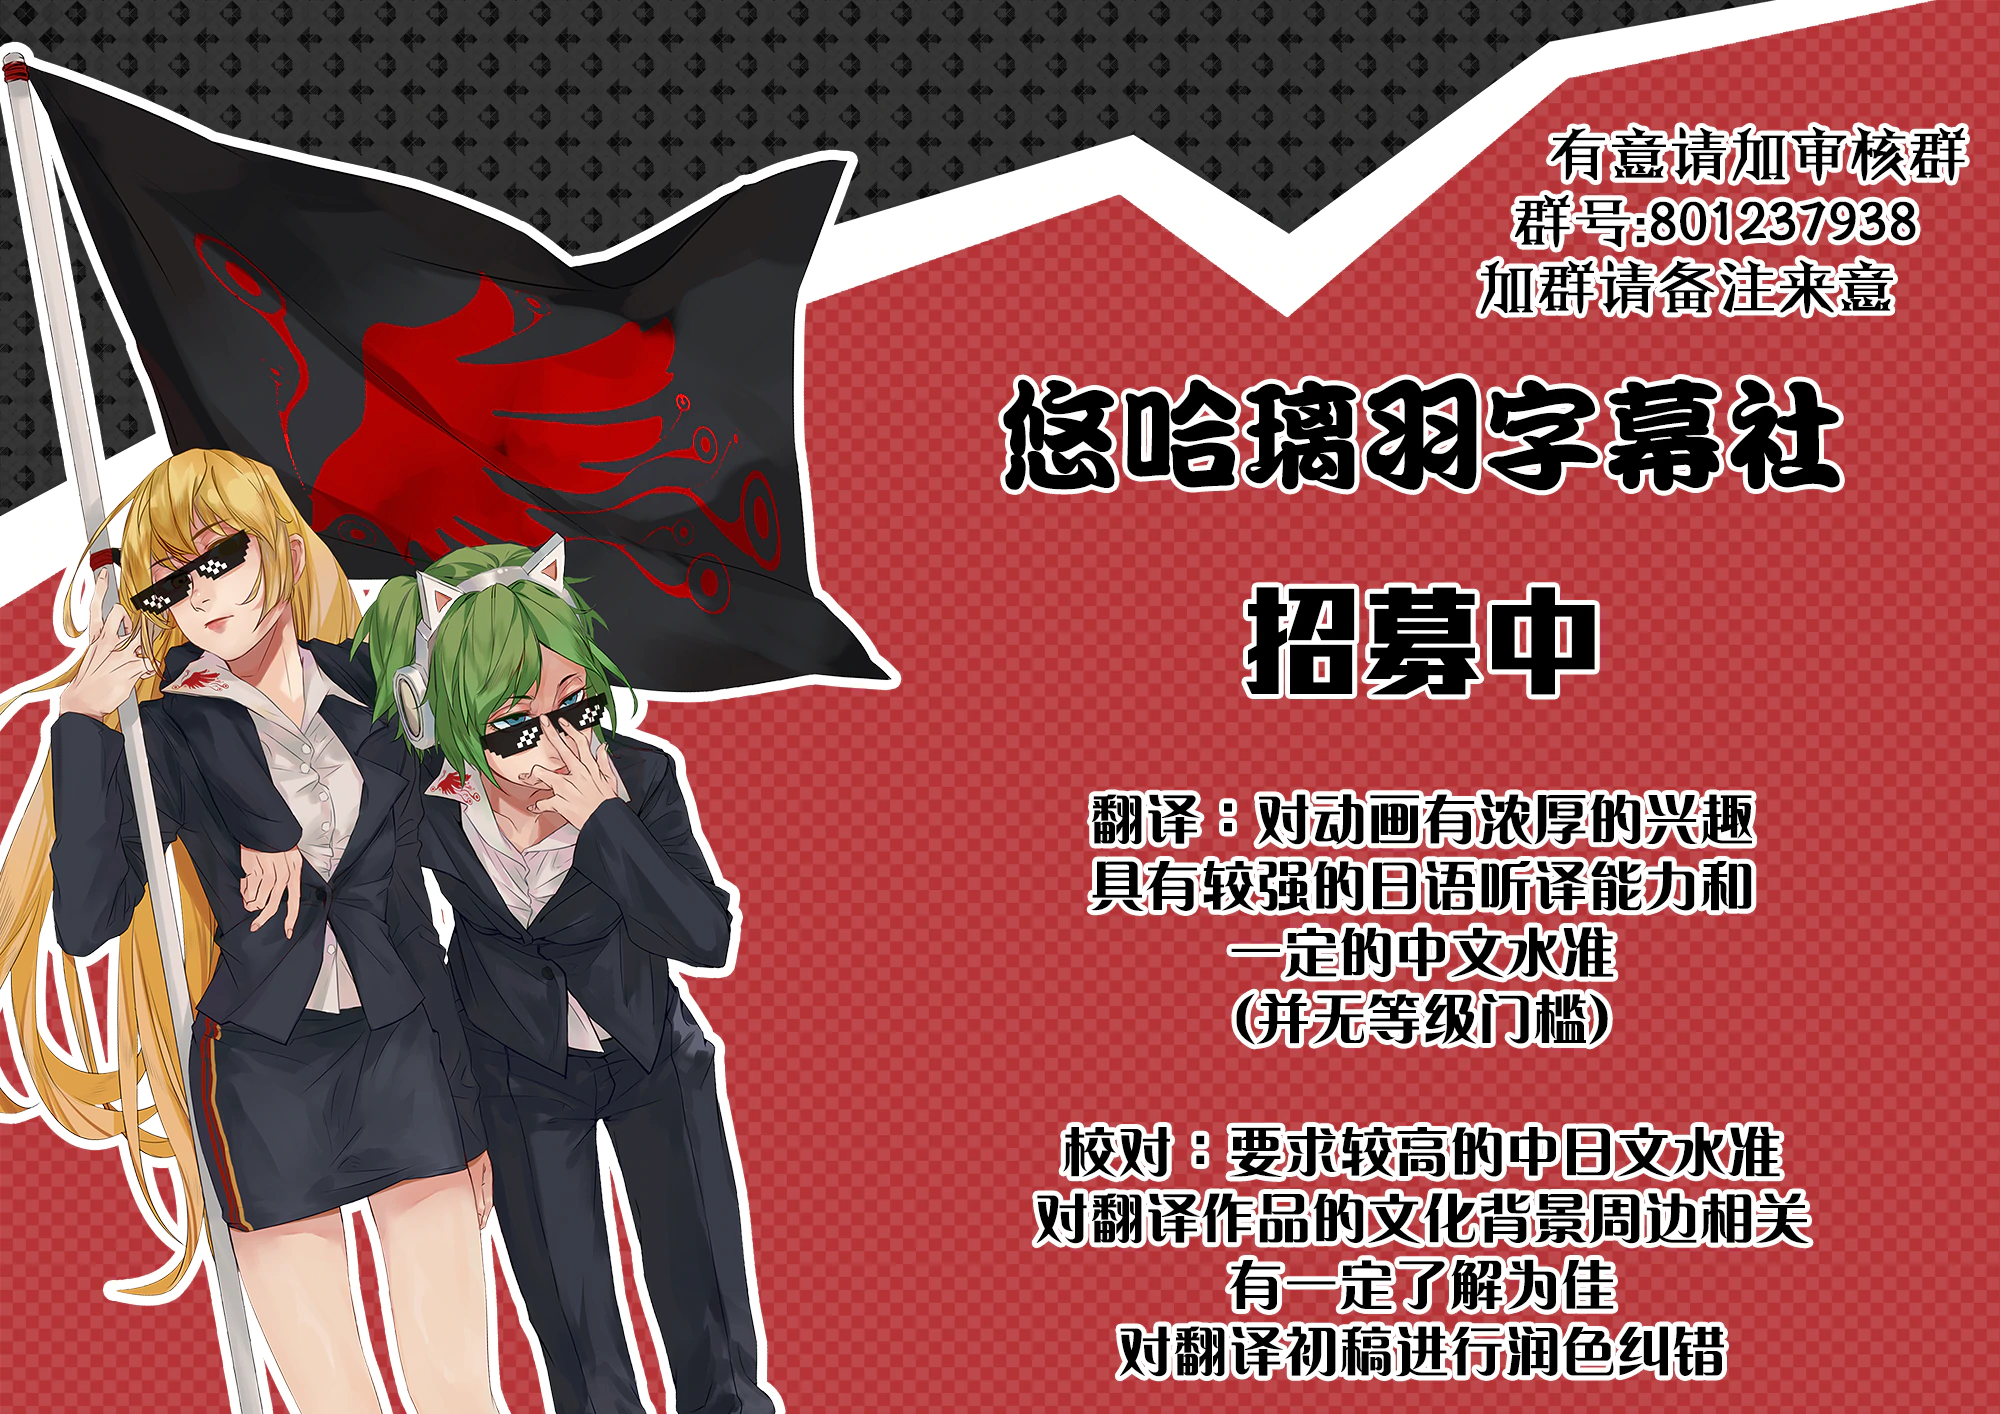 有意请加审核群
群号:801237938
加群请备注来意
悠哈璃羽字幕社
招募中
翻译：对动画有浓厚的兴趣
具有较强的日语听译能力和
一定的中文水准
(并无等级门槛)
校对：要求较高的中日文水准
对翻译作品的文化背景周边相关
有一定了解为佳
对翻译初稿进行润色纠错